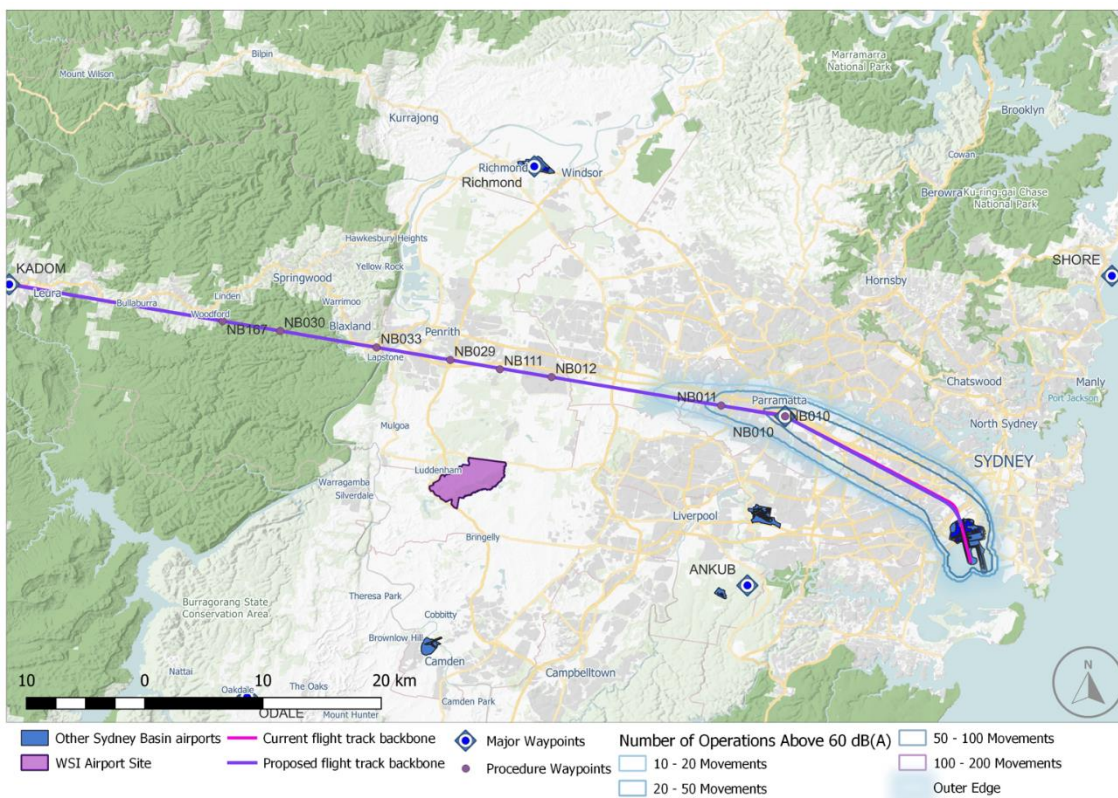 Marramarra
National Park
Bilpin
Mount Wilson
Brooklyn
Kurrajong
Cowan
Richmond
Windsor
Richmond
Berowra
Ku-ring-gai Chase
National Park
Hawkesbury Heights
Yellow Rock
SHORE
KADOM
Springwood
Hornsby
Leura
Linden
Bullaburra
Warrimoo
Woodford
NB167
NB030
Blaxland
Penrith
NB033
Lapstone
NB029
NB111
NB012
Chatswood
Manly
Parramatta
Port Jackson
NB011
NB010
NB010
North Sydney
Mulgoa
SYDNEY
Luddenham
Warragamba
Silverdale
Liverpool
Bringelly
ANKUB
Theresa Park
Burragorang State
Conservation Area
Cobbitty
Brownlow Hill
Camden
Nattai
Campbelltown
Oakdale
The Oaks
10 0 10 20 km
Camden Park
ODALE
Mount Hunter
N
Other Sydney Basin airports
WSI Airport Site
Current flight track backbone
Proposed flight track backbone
Major Waypoints
Procedure Waypoints
Number of Operations Above 60 dB(A)
10 - 20 Movements
20 - 50 Movements
50 - 100 Movements
100 - 200 Movements
Outer Edge